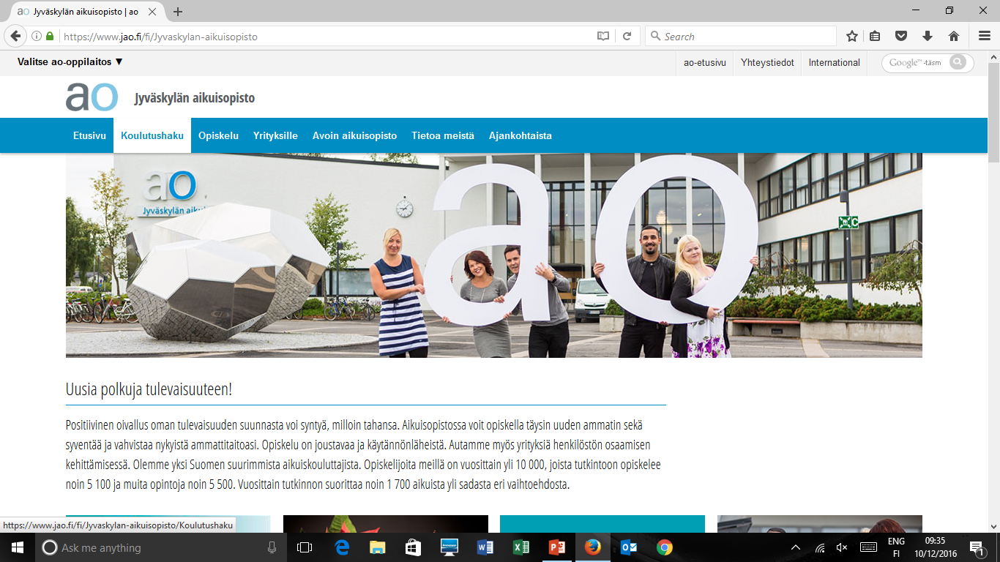 Jyväskylän aikuisopisto | ao
https://www.jao.fi/fi/Jyvaskylan-aikuisopisto
Search
Valitse ao-oppilaitos ▼
ao-etusivu
Yhteystiedot
International
Google™ -täsm
ao
Jyväskylän aikuisopisto
Etusivu
Koulutushaku
Opiskelu
Yrityksille
Avoin aikuisopisto
Tietoa meistä
Ajankohtaista
ao
Jyväskylän aikui
ao
Uusia polkuja tulevaisuuteen!
Positiivinen oivallus oman tulevaisuuden suunnasta voi syntyä, milloin tahansa. Aikuisopistossa voit opiskella täysin uuden ammatin sekä
syventää ja vahvistaa nykyistä ammattitaitoasi. Opiskelu on joustavaa ja käytännönläheistä. Autamme myös yrityksiä henkilöstön osaamisen
kehittämisessä. Olemme yksi Suomen suurimmista aikuiskouluttajista. Opiskelijoita meillä on vuosittain yli 10 000, joista tutkintoon opiskelee
noin 5 100 ja muita opintoja noin 5 500. Vuosittain tutkinnon suorittaa noin 1 700 aikuista yli sadasta eri vaihtoehdosta.
https://www.jao.fi/fi/Jyvaskylan-aikuisopisto/Koulutushaku
Ask me anything
ENG
FI
09:35
10/12/2016
1